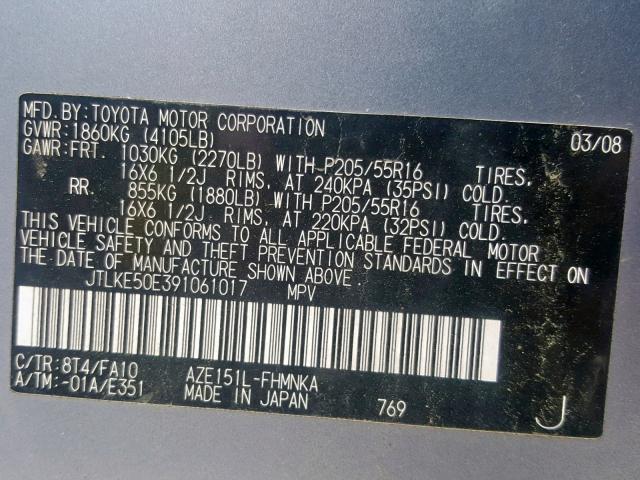 MFD.BY:TOYOTA MOTOR CORPORATION 03/08
GVWR:1860KG (4105LB)
GAWR:FRT. 1030KG (2270LB) WITH P205/55R16 TIRES,
16X6 1/2J RIMS, AT 240KPA (35PSI) COLD.
RR. 855KG (1880LB) WITH P205/55R16 TIRES,
16X6 1/2J RIMS, AT 220KPA (32PSI) COLD.
THIS VEHICLE CONFORMS TO ALL APPLICABLE FEDERAL MOTOR
VEHICLE SAFETY AND THEFT PREVENTION STANDARDS IN EFFECT ON
THE DATE OF MANUFACTURE SHOWN ABOVE.
JTLKE50E391061017 MPV
C/TR:8T4/FA10 AZE151L-FHMNKA
A/TM:-01A/E351 MADE IN JAPAN 769 J